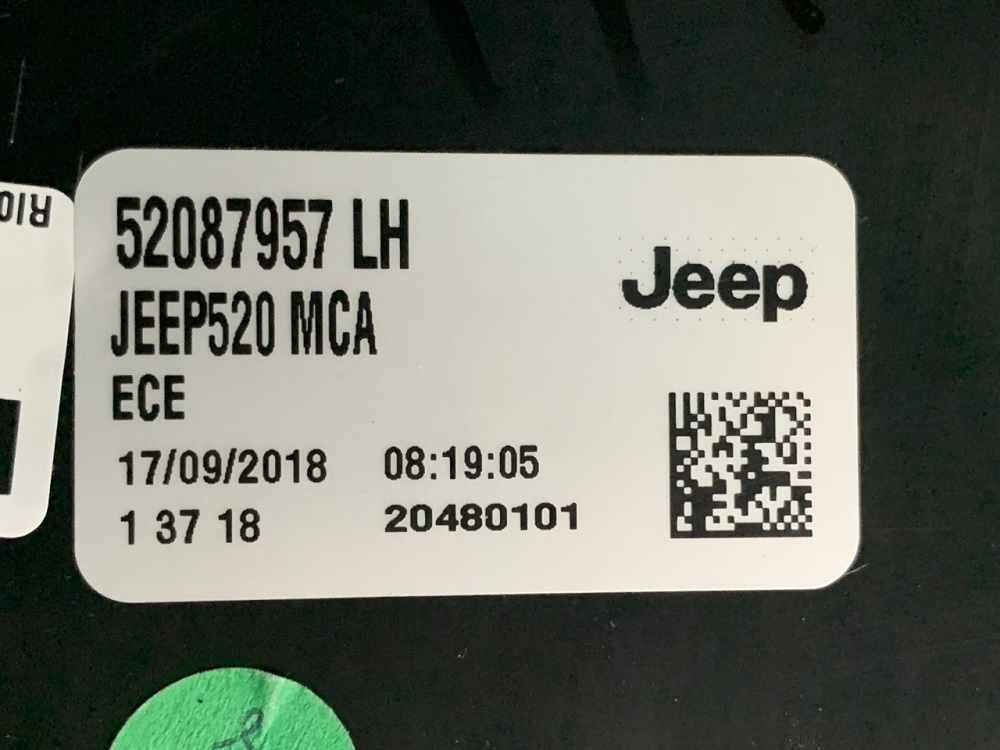 52087957 LH
JEEP520 MCA
ECE
17/09/2018 08:19:05
1 37 18 20480101
Jeep